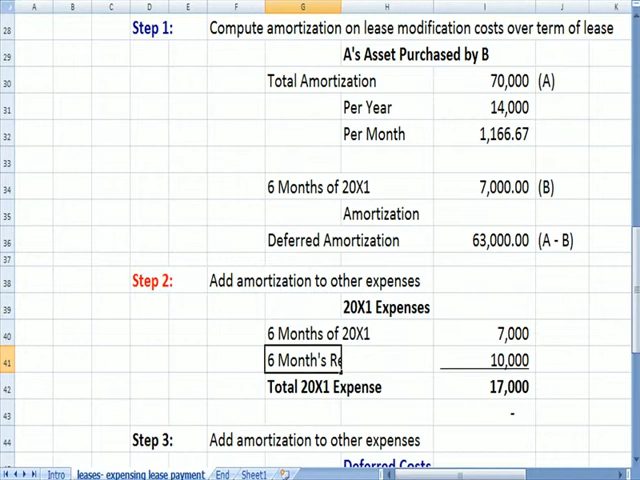 A B C D E F G H I J K
28 Step 1: Compute amortization on lease modification costs over term of lease
29 A's Asset Purchased by B
30 Total Amortization 70,000 (A)
31 Per Year 14,000
32 Per Month 1,166.67
33
34 6 Months of 20X1 7,000.00 (B)
35 Amortization
36 Deferred Amortization 63,000.00 (A - B)
37
38 Step 2: Add amortization to other expenses
39 20X1 Expenses
40 6 Months of 20X1 7,000
41 6 Month's Re 10,000
42 Total 20X1 Expense 17,000
43 -
44 Step 3: Add amortization to other expenses
Deferred Costs
Intro leases- expensing lease payment End Sheet1